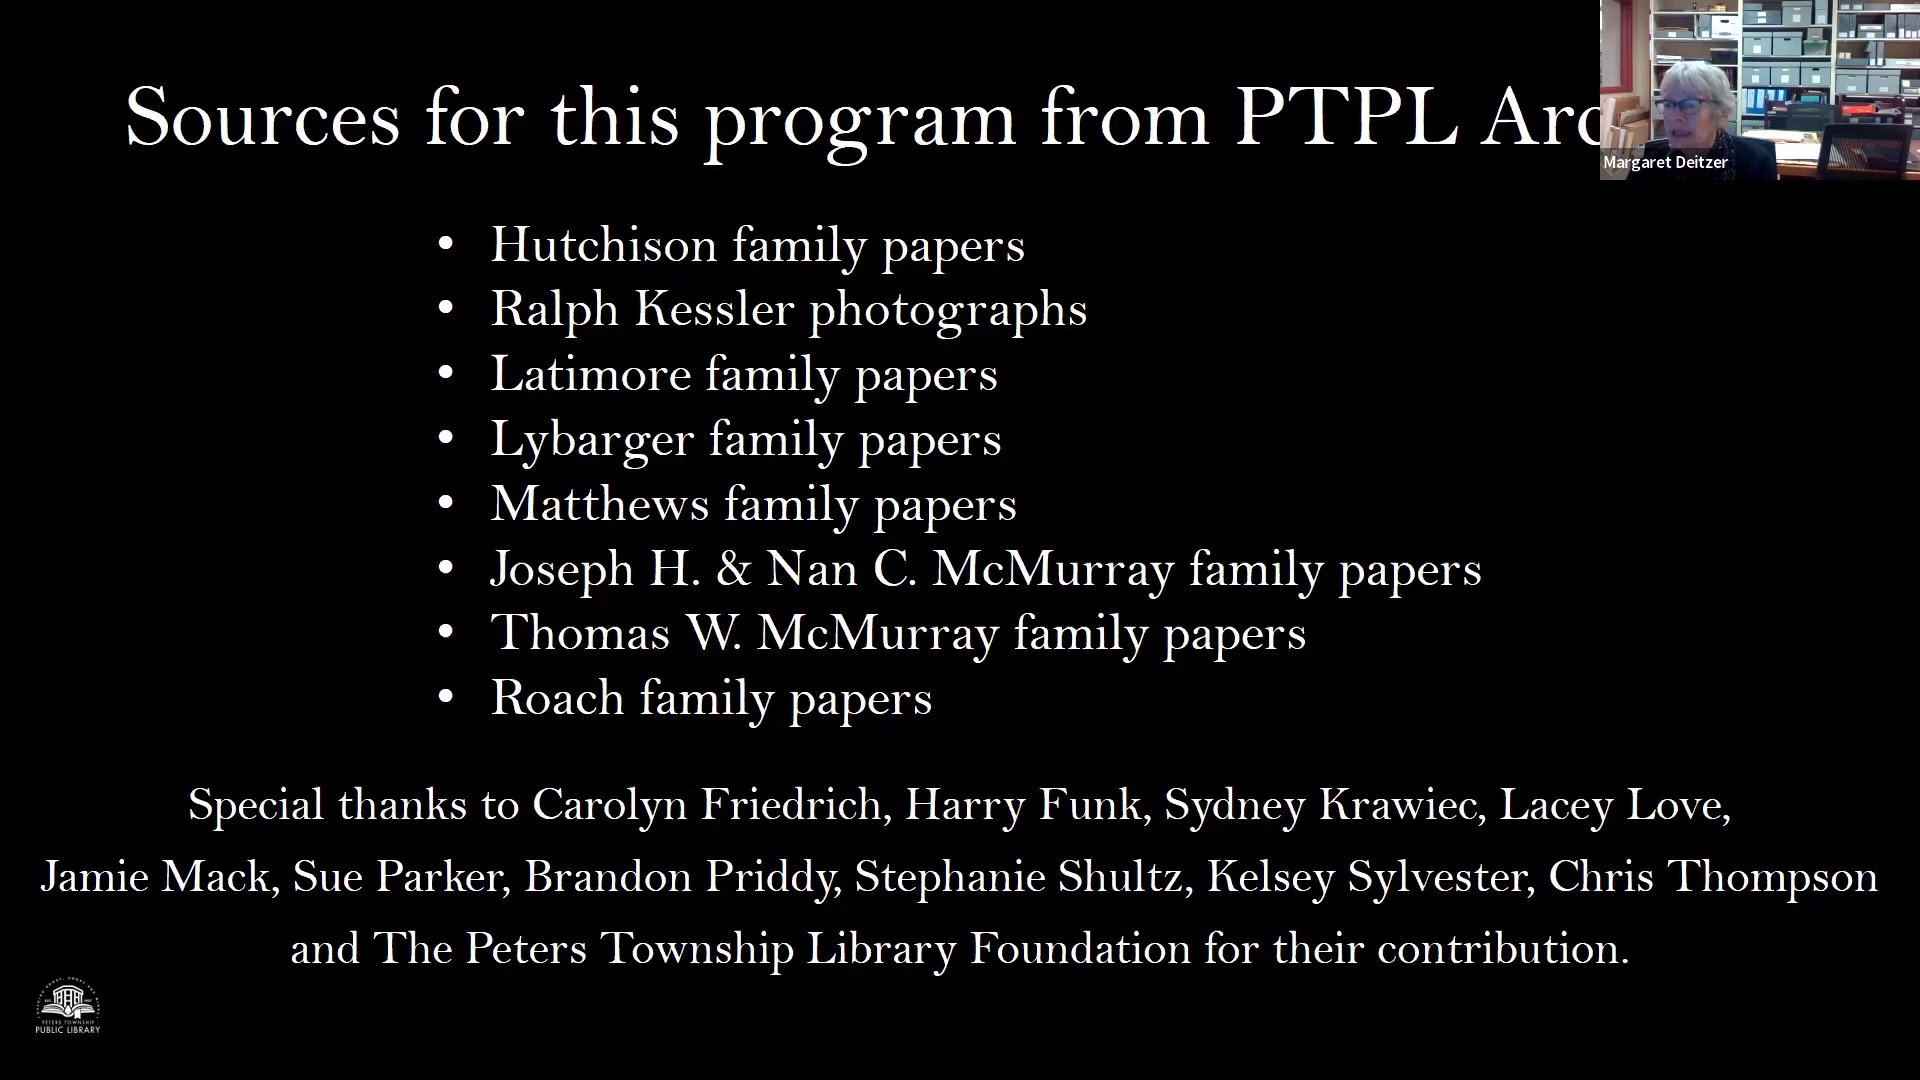 Sources for this program from PTPL Arc
Margaret Deitzer
• Hutchison family papers
• Ralph Kessler photographs
• Latimore family papers
• Lybarger family papers
• Matthews family papers
• Joseph H. & Nan C. McMurray family papers
• Thomas W. McMurray family papers
• Roach family papers
Special thanks to Carolyn Friedrich, Harry Funk, Sydney Krawiec, Lacey Love,
Jamie Mack, Sue Parker, Brandon Priddy, Stephanie Shultz, Kelsey Sylvester, Chris Thompson
and The Peters Township Library Foundation for their contribution.
PETERS TOWNSHIP
PUBLIC LIBRARY